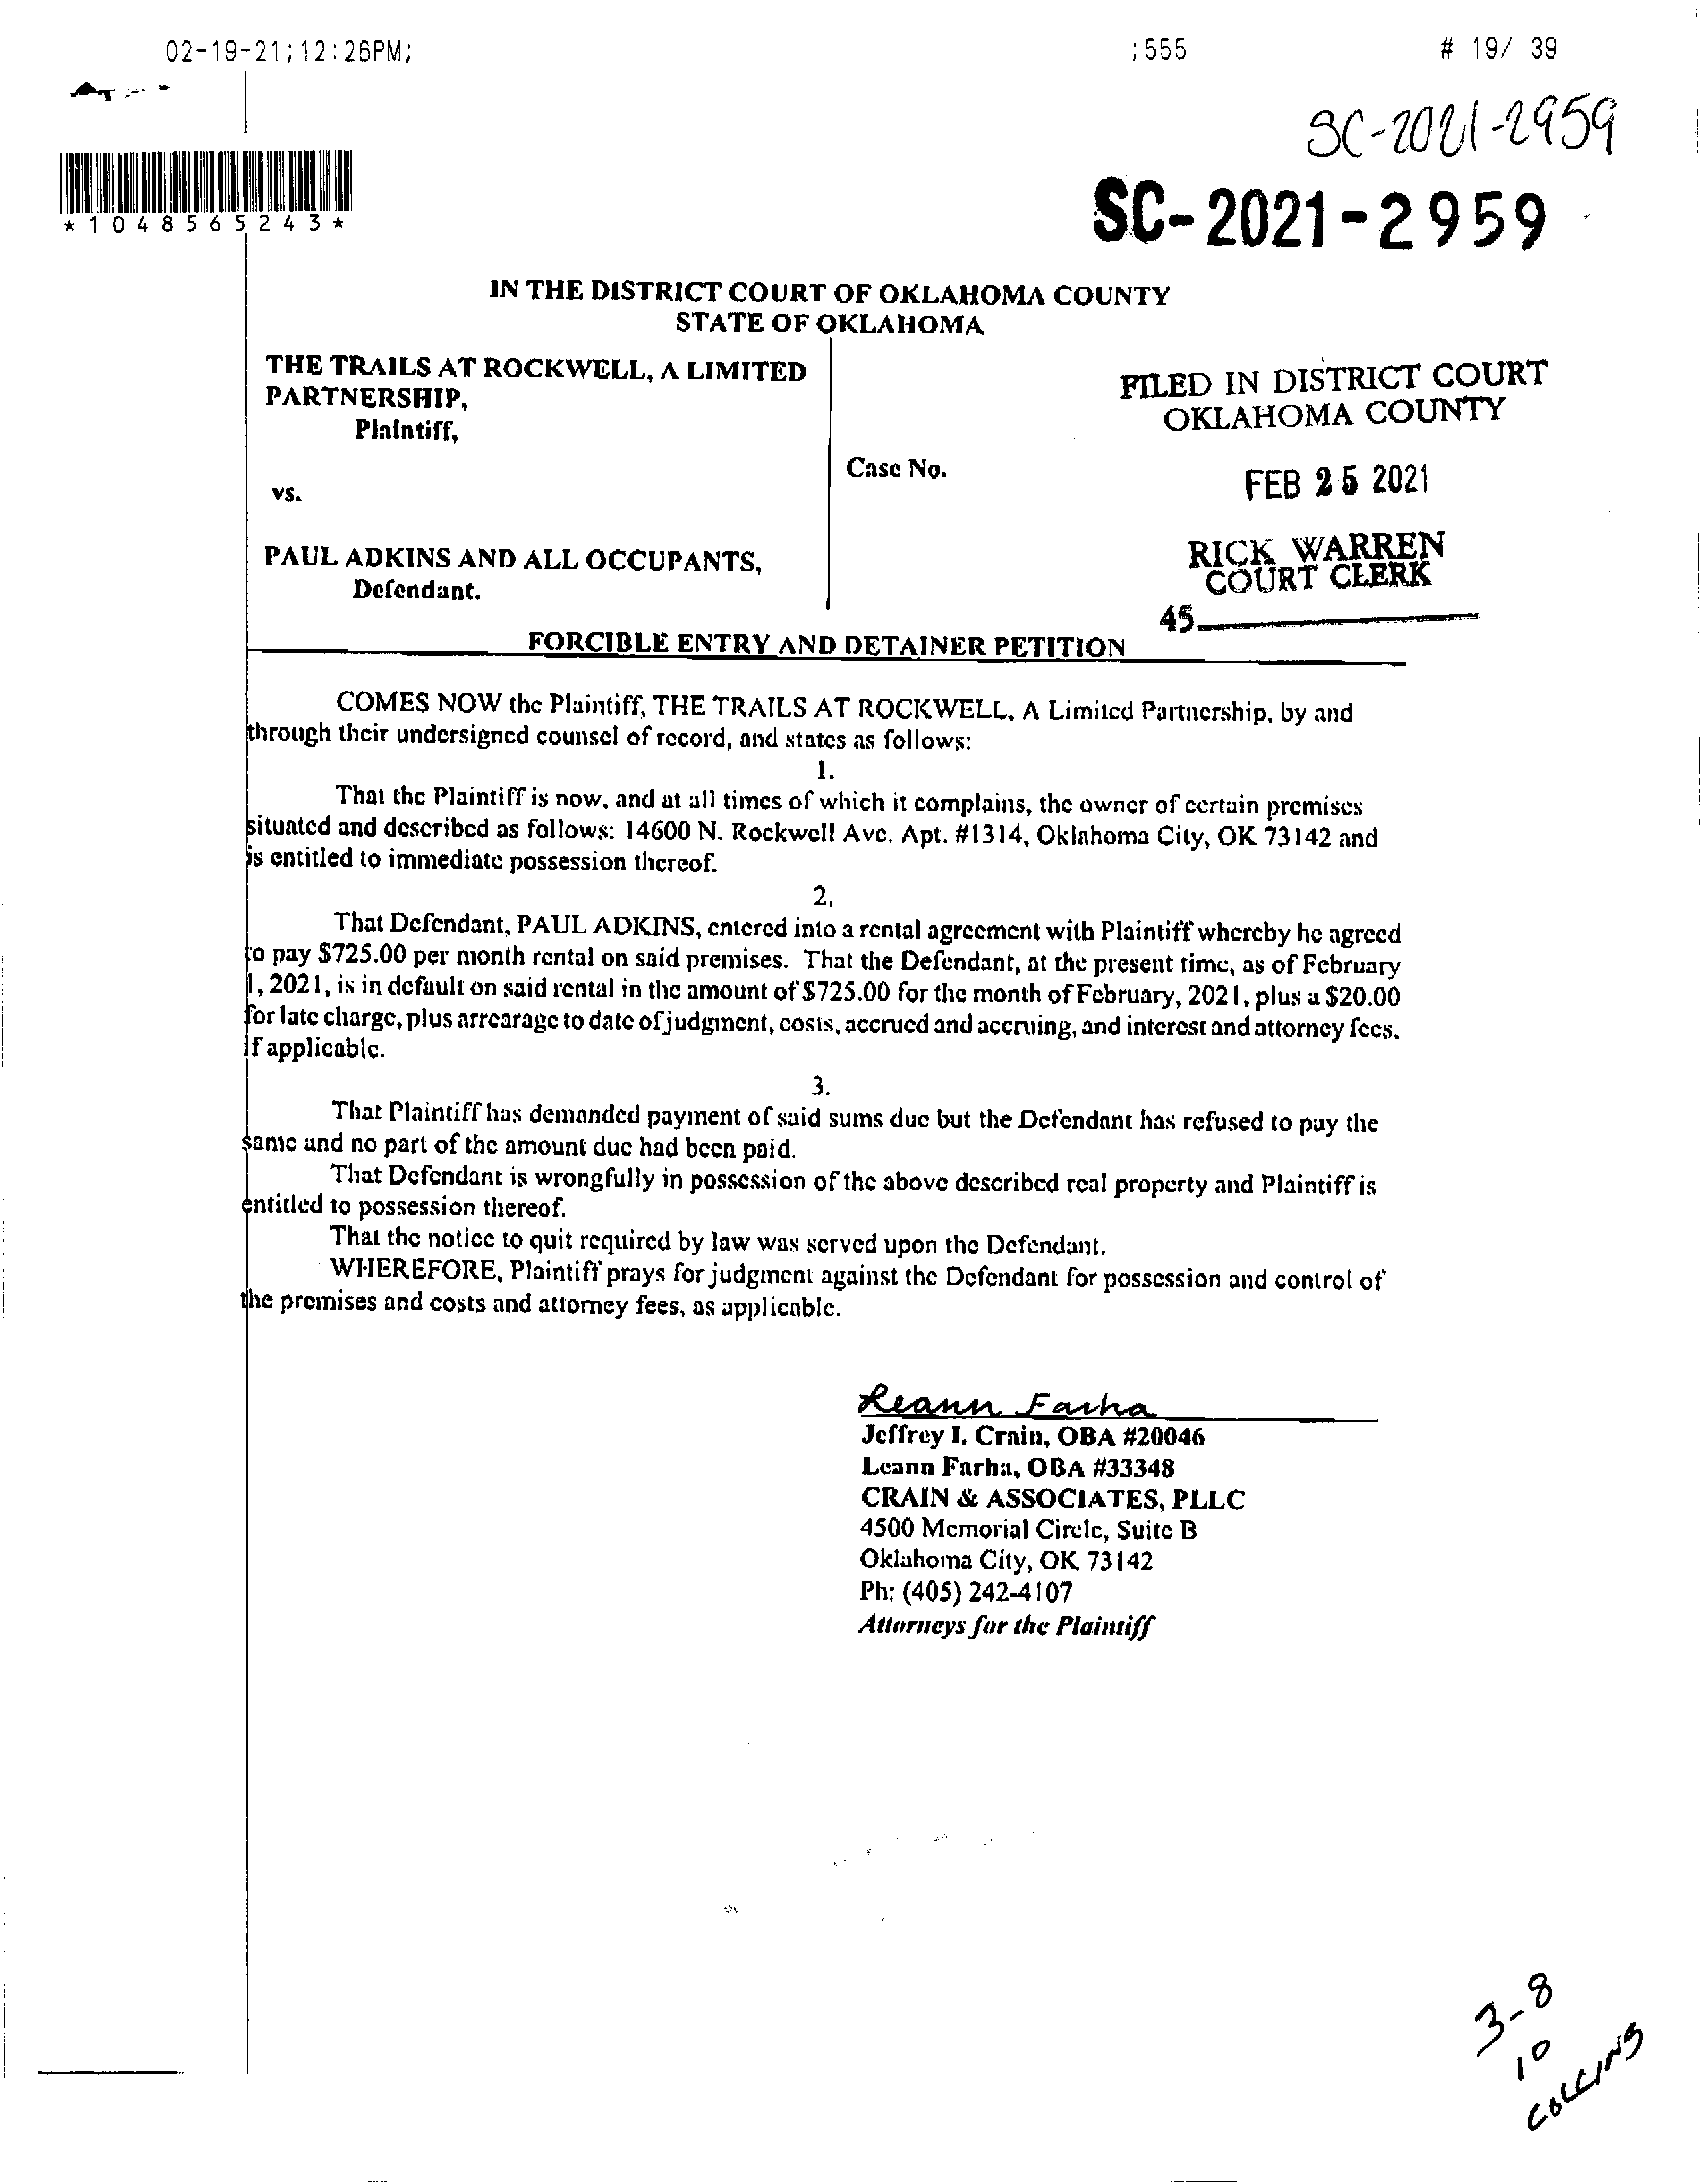 02-19-21;12:26PM; ;555 # 19/ 39
SC-2021-2959
*1048565243*
SC-2021-2959
IN THE DISTRICT COURT OF OKLAHOMA COUNTY
STATE OF OKLAHOMA
THE TRAILS AT ROCKWELL, A LIMITED
PARTNERSHIP,
Plaintiff,
vs.
PAUL ADKINS AND ALL OCCUPANTS,
Defendant.
Case No.
FILED IN DISTRICT COURT
OKLAHOMA COUNTY
FEB 25 2021
RICK WARREN
COURT CLERK
45
FORCIBLE ENTRY AND DETAINER PETITION
COMES NOW the Plaintiff, THE TRAILS AT ROCKWELL, A Limited Partnership, by and
through their undersigned counsel of record, and states as follows:
1.
That the Plaintiff is now, and at all times of which it complains, the owner of certain premises
situated and described as follows: 14600 N. Rockwell Ave. Apt. #1314, Oklahoma City, OK 73142 and
is entitled to immediate possession thereof.
2.
That Defendant, PAUL ADKINS, entered into a rental agreement with Plaintiff whereby he agreed
to pay $725.00 per month rental on said premises. That the Defendant, at the present time, as of February
1, 2021, is in default on said rental in the amount of $725.00 for the month of February, 2021, plus a $20.00
for late charge, plus arrearage to date of judgment, costs, accrued and accruing, and interest and attorney fees,
if applicable.
3.
That Plaintiff has demanded payment of said sums due but the Defendant has refused to pay the
same and no part of the amount due had been paid.
That Defendant is wrongfully in possession of the above described real property and Plaintiff is
entitled to possession thereof.
That the notice to quit required by law was served upon the Defendant.
WHEREFORE, Plaintiff prays for judgment against the Defendant for possession and control of
the premises and costs and attorney fees, as applicable.
Leann Farha
Jeffrey I. Crain, OBA #20046
Leann Farha, OBA #33348
CRAIN & ASSOCIATES, PLLC
4500 Memorial Circle, Suite B
Oklahoma City, OK 73142
Ph: (405) 242-4107
Attorneys for the Plaintiff
3-8
10
COLLINS